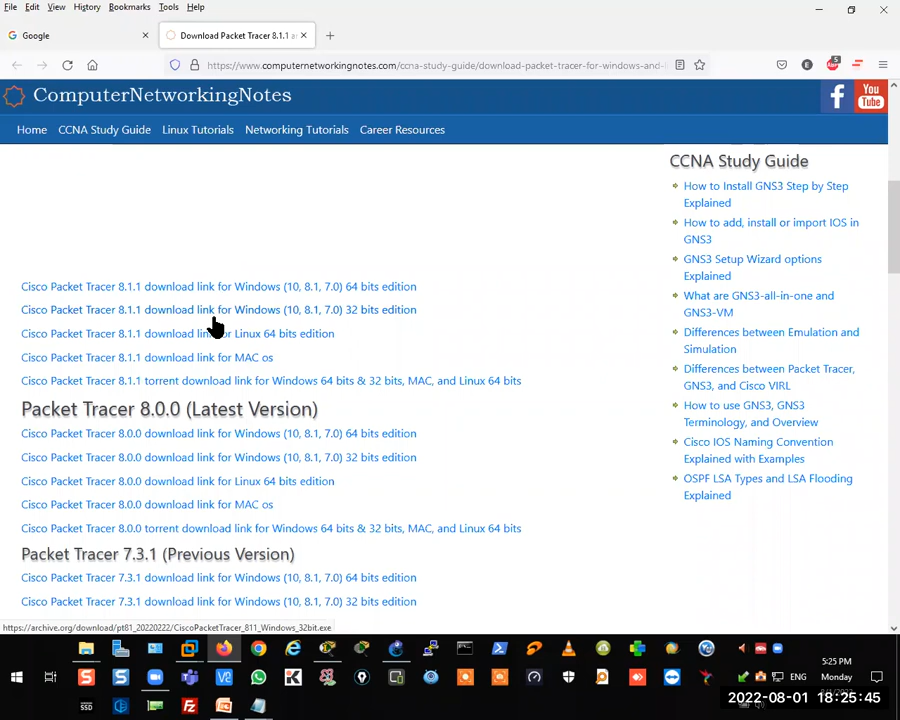 File Edit View History Bookmarks Tools Help
Google
Download Packet Tracer 8.1.1 a
https://www.computernetworkingnotes.com/ccna-study-guide/download-packet-tracer-for-windows-and-
5
ComputerNetworkingNotes
You
Tube
Home CCNA Study Guide Linux Tutorials Networking Tutorials Career Resources
Cisco Packet Tracer 8.1.1 download link for Windows (10, 8.1, 7.0) 64 bits edition
Cisco Packet Tracer 8.1.1 download link for Windows (10, 8.1, 7.0) 32 bits edition
Cisco Packet Tracer 8.1.1 download link for Linux 64 bits edition
Cisco Packet Tracer 8.1.1 download link for MAC os
Cisco Packet Tracer 8.1.1 torrent download link for Windows 64 bits & 32 bits, MAC, and Linux 64 bits
Packet Tracer 8.0.0 (Latest Version)
Cisco Packet Tracer 8.0.0 download link for Windows (10, 8.1, 7.0) 64 bits edition
Cisco Packet Tracer 8.0.0 download link for Windows (10, 8.1, 7.0) 32 bits edition
Cisco Packet Tracer 8.0.0 download link for Linux 64 bits edition
Cisco Packet Tracer 8.0.0 download link for MAC os
Cisco Packet Tracer 8.0.0 torrent download link for Windows 64 bits & 32 bits, MAC, and Linux 64 bits
Packet Tracer 7.3.1 (Previous Version)
Cisco Packet Tracer 7.3.1 download link for Windows (10, 8.1, 7.0) 64 bits edition
Cisco Packet Tracer 7.3.1 download link for Windows (10, 8.1, 7.0) 32 bits edition
CCNA Study Guide
How to Install GNS3 Step by Step
Explained
How to add, install or import IOS in
GNS3
GNS3 Setup Wizard options
Explained
What are GNS3-all-in-one and
GNS3-VM
Differences between Emulation and
Simulation
Differences between Packet Tracer,
GNS3, and Cisco VIRL
How to use GNS3, GNS3
Terminology, and Overview
Cisco IOS Naming Convention
Explained with Examples
OSPF LSA Types and LSA Flooding
Explained
https://archive.org/download/pt81_20220222/CiscoPacketTracer_811_Windows_32bit.exe
5:25 PM
ENG
Monday
2022-08-01 18:25:45
SSD